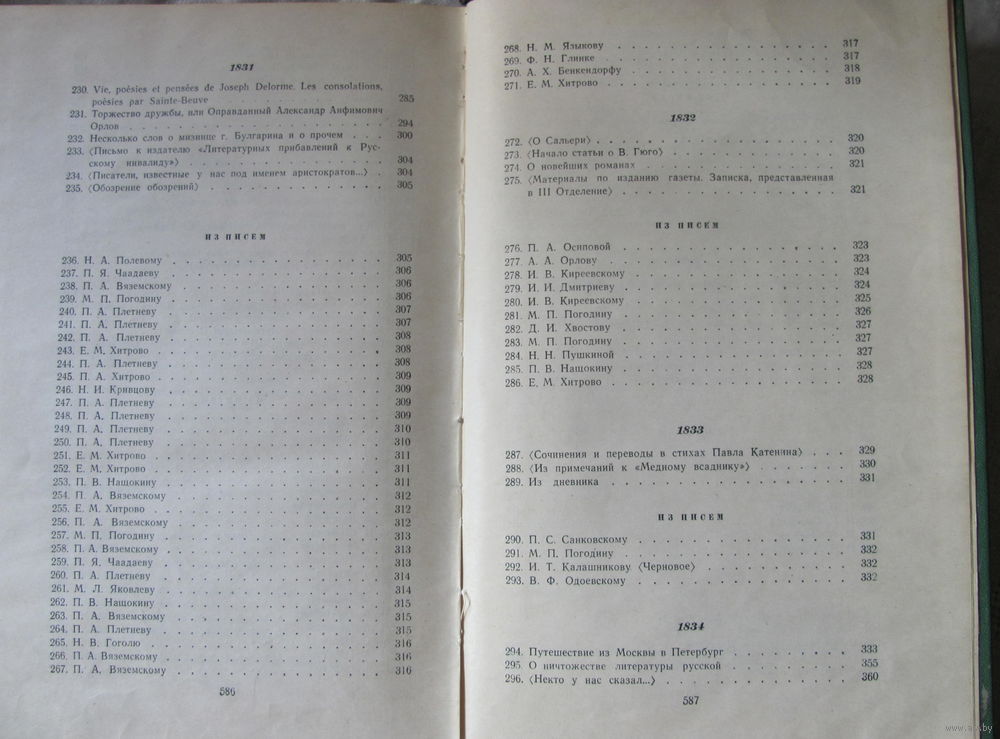 1831
230. Vie, poésies et pensées de Joseph Delorme. Les consolations,
poésies par Sainte-Beuve . . . . . . . . . . 285
231. Торжество дружбы, или Оправданный Александр Анфимович
Орлов . . . . . . . . . . 294
232. Несколько слов о мизинце г. Булгарина и о прочем . . . 300
233. ⟨Письмо к издателю «Литературных прибавлений к Рус-
скому инвалиду»⟩ . . . . . . . . . . 304
234. ⟨Писатели, известные у нас под именем аристократов...⟩ . 304
235. ⟨Обозрение обозрений⟩ . . . . . . . . . . 305
ИЗ ПИСЕМ
236. Н. А. Полевому . . . . . . . . . . 305
237. П. Я. Чаадаеву . . . . . . . . . . 306
238. П. А. Вяземскому . . . . . . . . . . 306
239. М. П. Погодину . . . . . . . . . . 306
240. П. А. Плетневу . . . . . . . . . . 307
241. П. А. Плетневу . . . . . . . . . . 307
242. П. А. Плетневу . . . . . . . . . . 308
243. Е. М. Хитрово . . . . . . . . . . 308
244. П. А. Плетневу . . . . . . . . . . 308
245. П. А. Хитрово . . . . . . . . . . 309
246. Н. И. Кривцову . . . . . . . . . . 309
247. П. А. Плетневу . . . . . . . . . . 309
248. П. А. Плетневу . . . . . . . . . . 309
249. П. А. Плетневу . . . . . . . . . . 310
250. П. А. Плетневу . . . . . . . . . . 310
251. Е. М. Хитрово . . . . . . . . . . 311
252. Е. М. Хитрово . . . . . . . . . . 311
253. П. В. Нащокину . . . . . . . . . . 311
254. П. А. Вяземскому . . . . . . . . . . 312
255. Е. М. Хитрово . . . . . . . . . . 312
256. П. А. Вяземскому . . . . . . . . . . 312
257. М. П. Погодину . . . . . . . . . . 313
258. П. А. Вяземскому . . . . . . . . . . 313
259. П. Я. Чаадаеву . . . . . . . . . . 313
260. П. А. Плетневу . . . . . . . . . . 314
261. М. Л. Яковлеву . . . . . . . . . . 314
262. П. В. Нащокину . . . . . . . . . . 315
263. П. А. Вяземскому . . . . . . . . . . 315
264. П. А. Плетневу . . . . . . . . . . 315
265. Н. В. Гоголю . . . . . . . . . . 316
266. П. А. Вяземскому . . . . . . . . . . 316
267. П. А. Вяземскому . . . . . . . . . . 316
586
268. Н. М. Языкову . . . . . . . . . . 317
269. Ф. Н. Глинке . . . . . . . . . . 317
270. А. Х. Бенкендорфу . . . . . . . . . . 318
271. Е. М. Хитрово . . . . . . . . . . 319
1832
272. ⟨О Сальери⟩ . . . . . . . . . . 320
273. ⟨Начало статьи о В. Гюго⟩ . . . . . . . . . . 320
274. О новейших романах . . . . . . . . . . 321
275. ⟨Материалы по изданию газеты. Записка, представленная
в III Отделение⟩ . . . . . . . . . . 321
ИЗ ПИСЕМ
276. П. А. Осиповой . . . . . . . . . . 323
277. А. А. Орлову . . . . . . . . . . 323
278. И. В. Киреевскому . . . . . . . . . . 324
279. И. И. Дмитриеву . . . . . . . . . . 324
280. И. В. Киреевскому . . . . . . . . . . 325
281. М. П. Погодину . . . . . . . . . . 326
282. Д. И. Хвостову . . . . . . . . . . 327
283. М. П. Погодину . . . . . . . . . . 327
284. Н. Н. Пушкиной . . . . . . . . . . 327
285. П. В. Нащокину . . . . . . . . . . 328
286. Е. М. Хитрово . . . . . . . . . . 328
1833
287. ⟨Сочинения и переводы в стихах Павла Катенина⟩ . . . 329
288. ⟨Из примечаний к «Медному всаднику»⟩ . . . . . . . 330
289. Из дневника . . . . . . . . . . 331
ИЗ ПИСЕМ
290. П. С. Санковскому . . . . . . . . . . 331
291. М. П. Погодину . . . . . . . . . . 332
292. И. Т. Калашникову. ⟨Черновое⟩ . . . . . . . . . . 332
293. В. Ф. Одоевскому . . . . . . . . . . 332
1834
294. Путешествие из Москвы в Петербург . . . . . . . . . . 333
295. О ничтожестве литературы русской . . . . . . . . . . 355
296. ⟨Некто у нас сказал...⟩ . . . . . . . . . . 360
587
www.ay.by